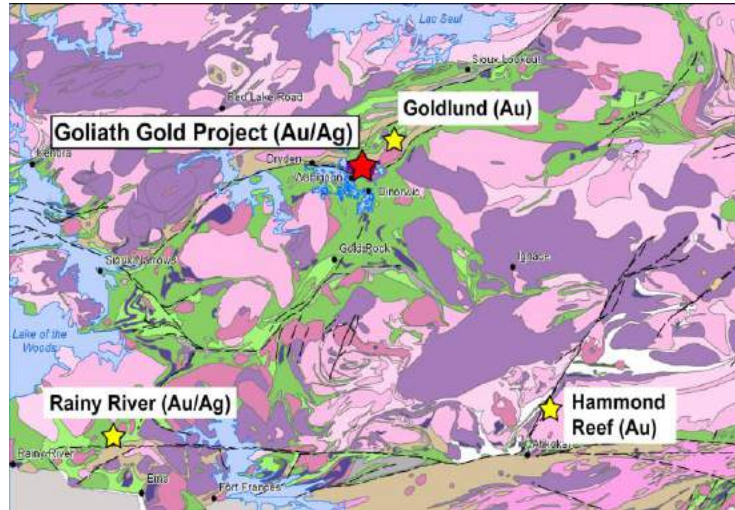 Lac Seul
Sioux Lookout
Red Lake Road
Goldlund (Au)
Goliath Gold Project (Au/Ag)
Kenora
Dryden
Wabigoon
Dinorwic
Gold Rock
Ignace
Sioux Narrows
Lake of the
Woods
Rainy River (Au/Ag)
Hammond
Reef (Au)
Atikokan
Rainy River
Emo
Fort Frances